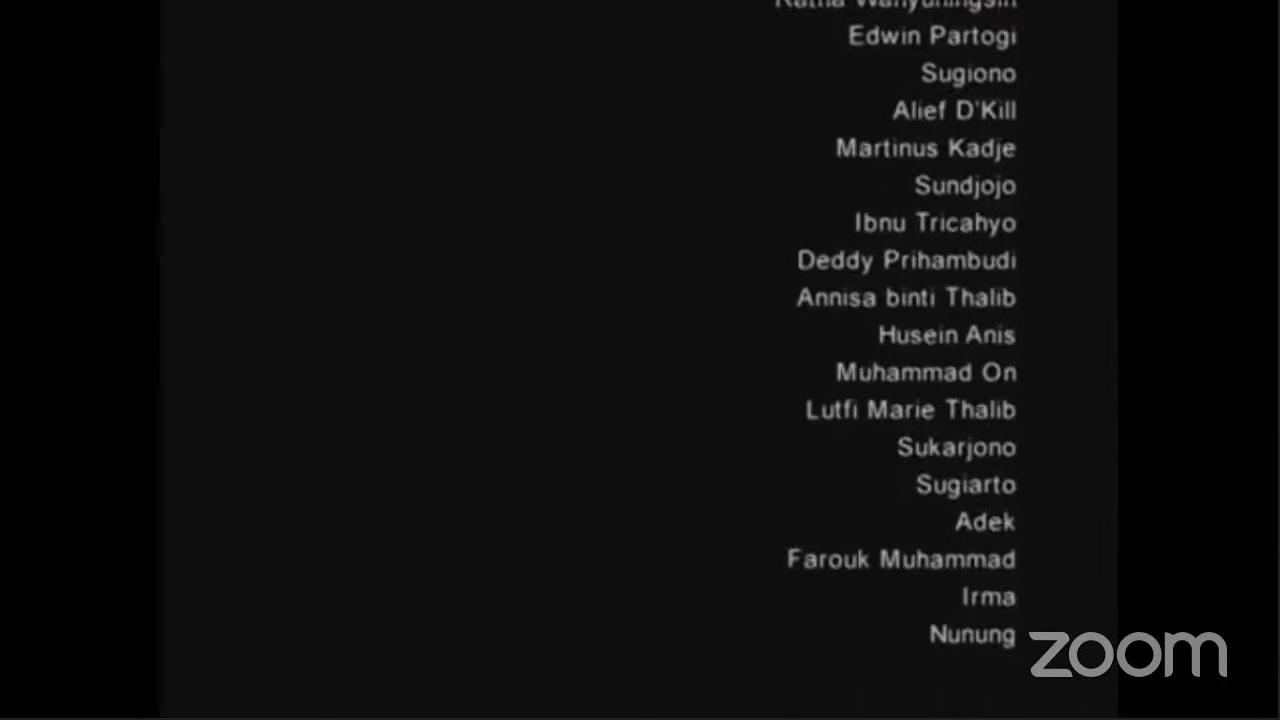 Edwin Partogi
Sugiono
Alief D'Kill
Martinus Kadje
Sundjojo
Ibnu Tricahyo
Deddy Prihambudi
Annisa binti Thalib
Husein Anis
Muhammad On
Lutfi Marie Thalib
Sukarjono
Sugiarto
Adek
Farouk Muhammad
Irma
Nunung
zoom